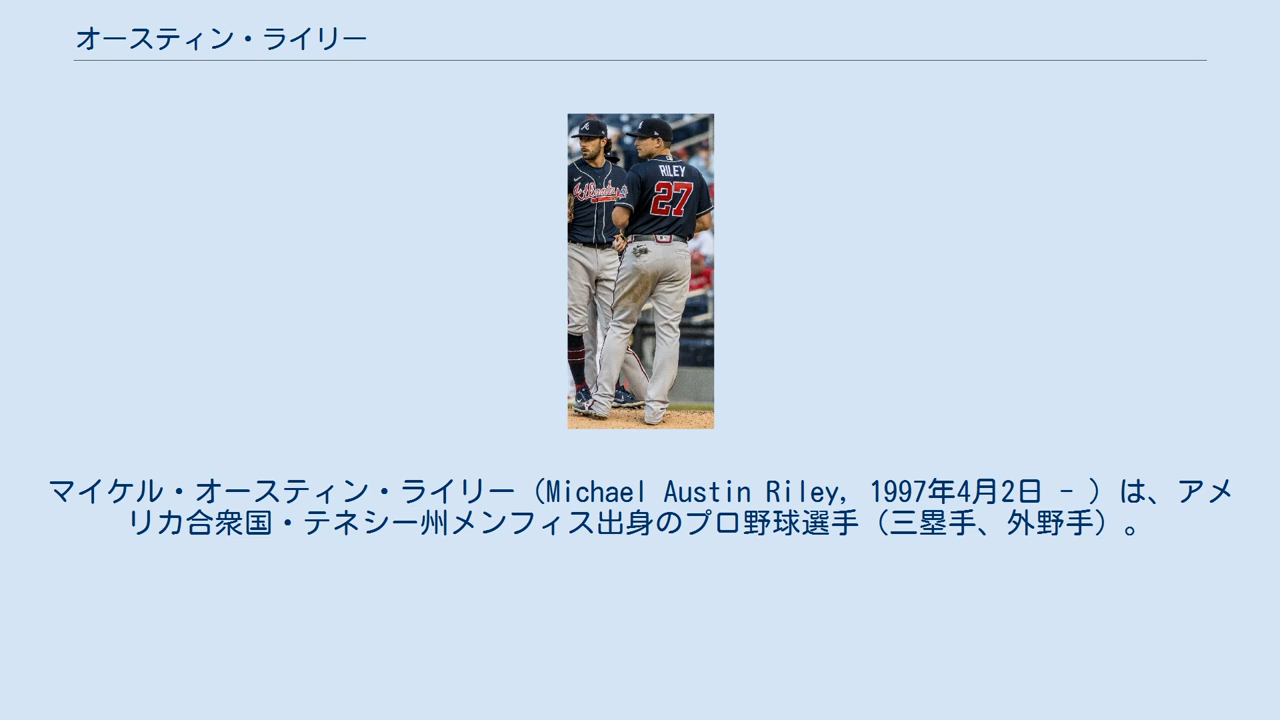 オースティン・ライリー
RILEY
27
マイケル・オースティン・ライリー（Michael Austin Riley, 1997年4月2日 - ）は、アメ
リカ合衆国・テネシー州メンフィス出身のプロ野球選手（三塁手、外野手）。